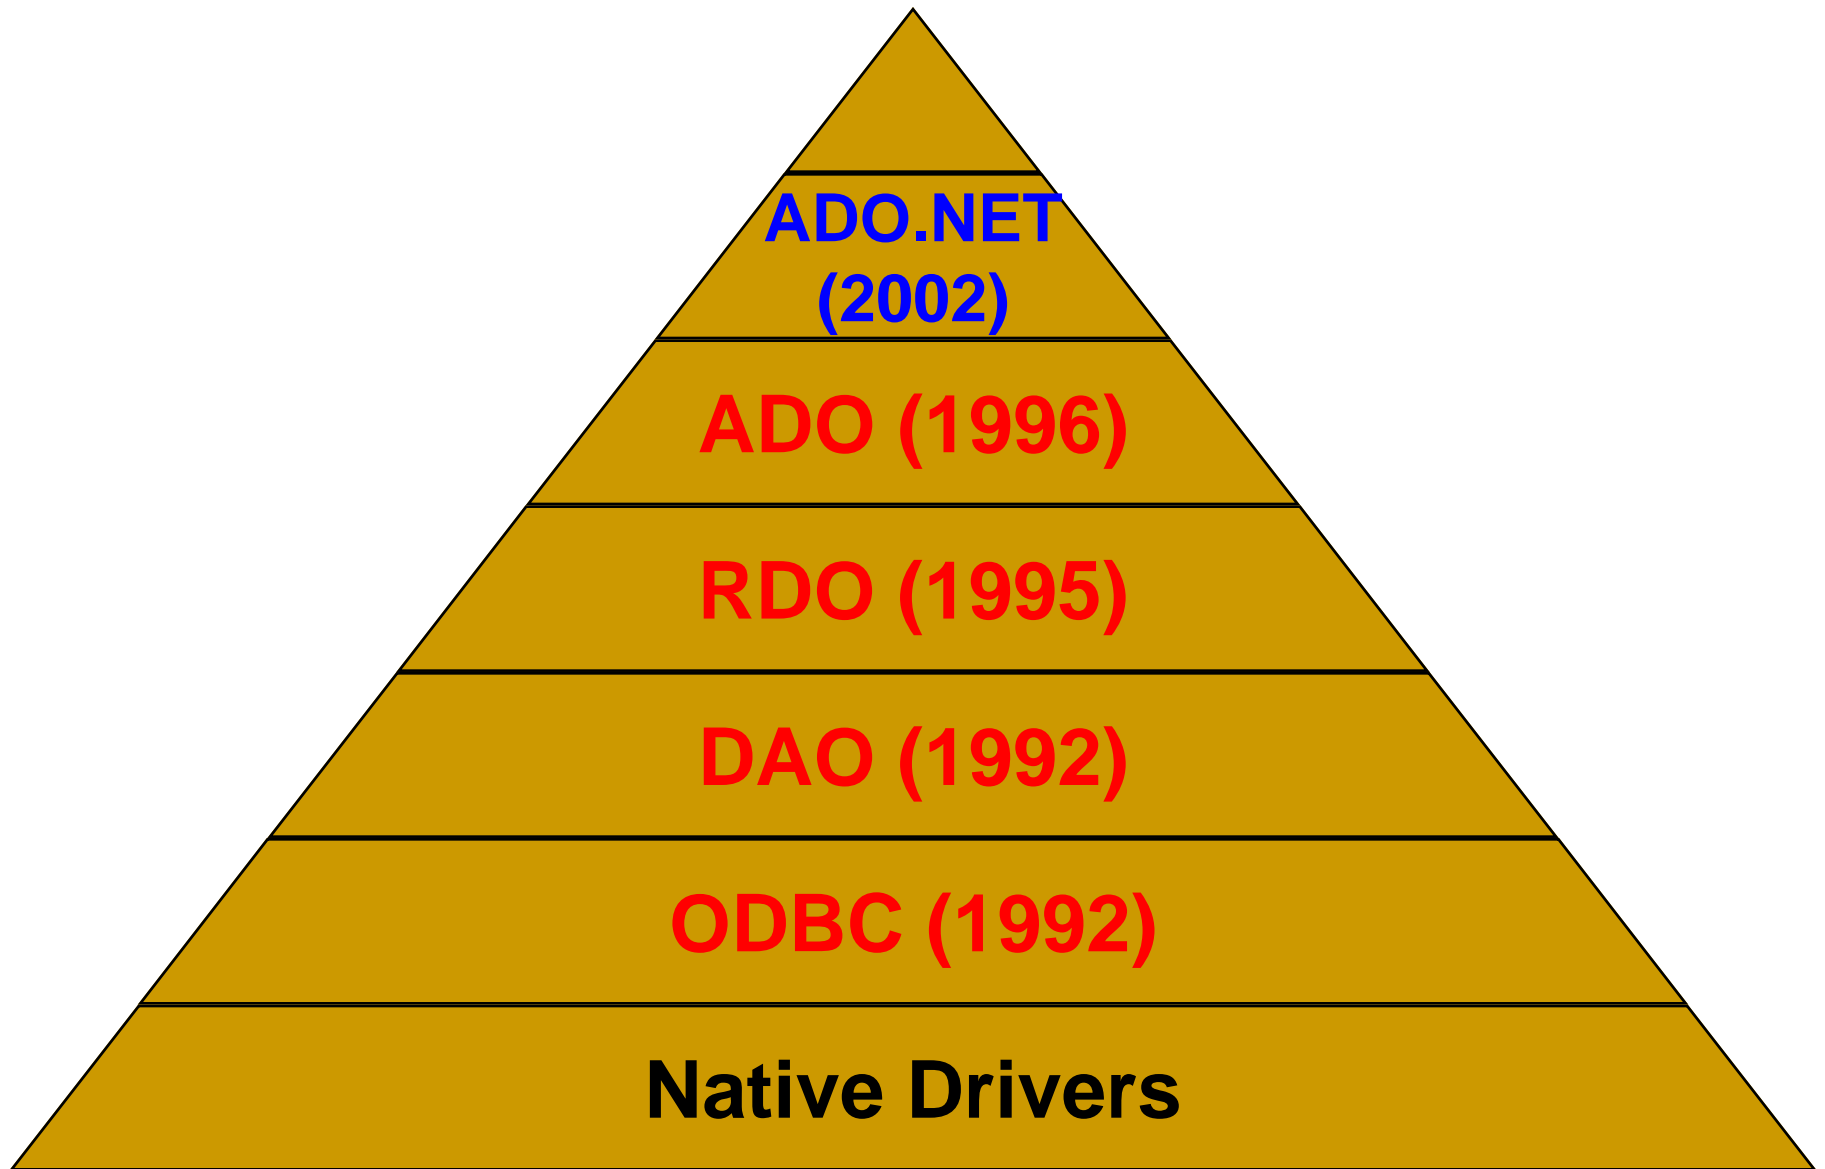 ADO.NET
(2002)
ADO (1996)
RDO (1995)
DAO (1992)
ODBC (1992)
Native Drivers